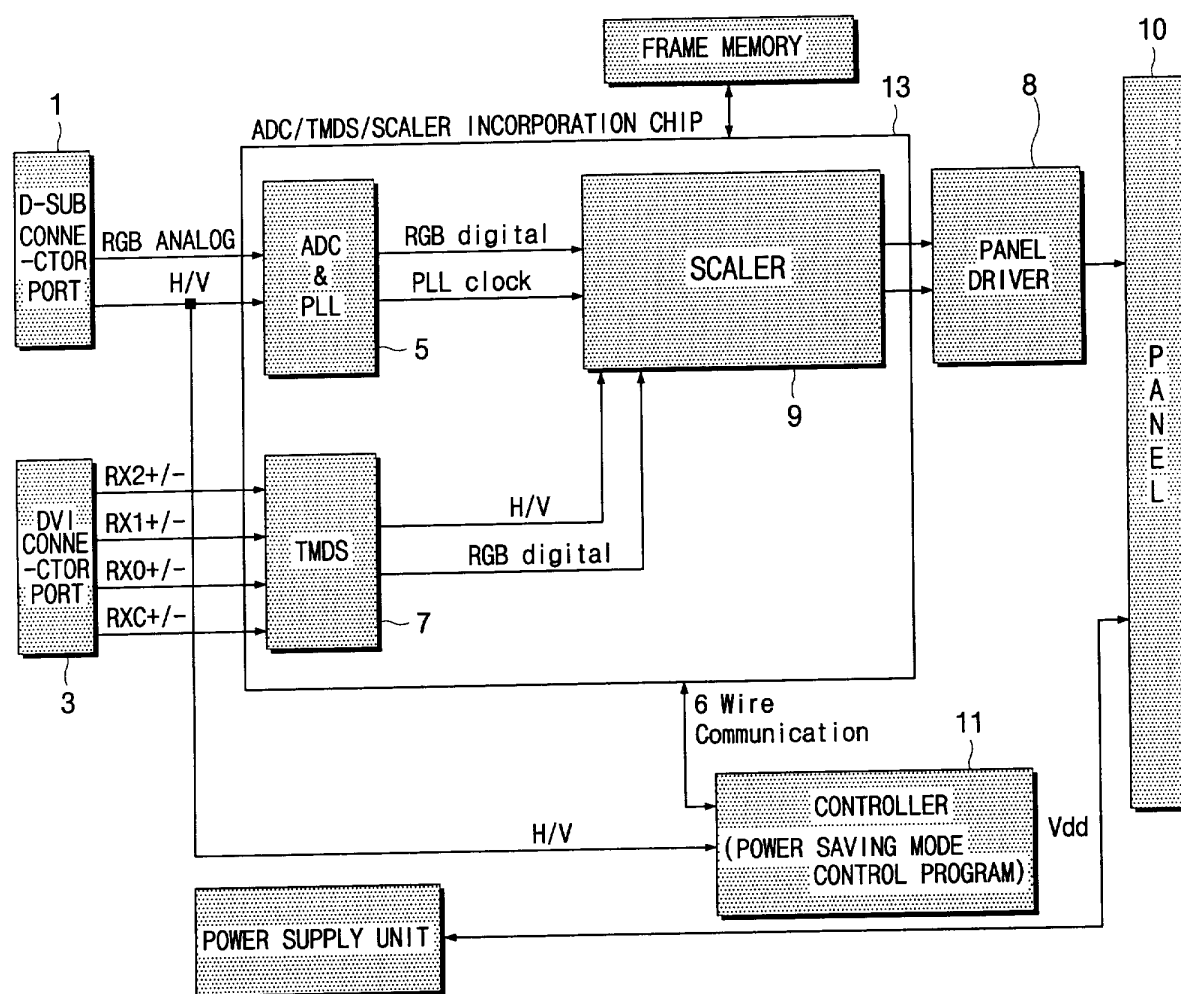 FRAME MEMORY
10
1
13
8
ADC/TMDS/SCALER INCORPORATION CHIP
D-SUB
CONNE
-CTOR
PORT
RGB ANALOG
H/V
ADC
&
PLL
5
RGB digital
PLL clock
SCALER
9
PANEL
DRIVER
PANEL
DVI
CONNE
-CTOR
PORT
3
RX2+/-
RX1+/-
RX0+/-
RXC+/-
TMDS
7
H/V
RGB digital
6 Wire
Communication
11
CONTROLLER
(POWER SAVING MODE
CONTROL PROGRAM)
H/V
Vdd
POWER SUPPLY UNIT